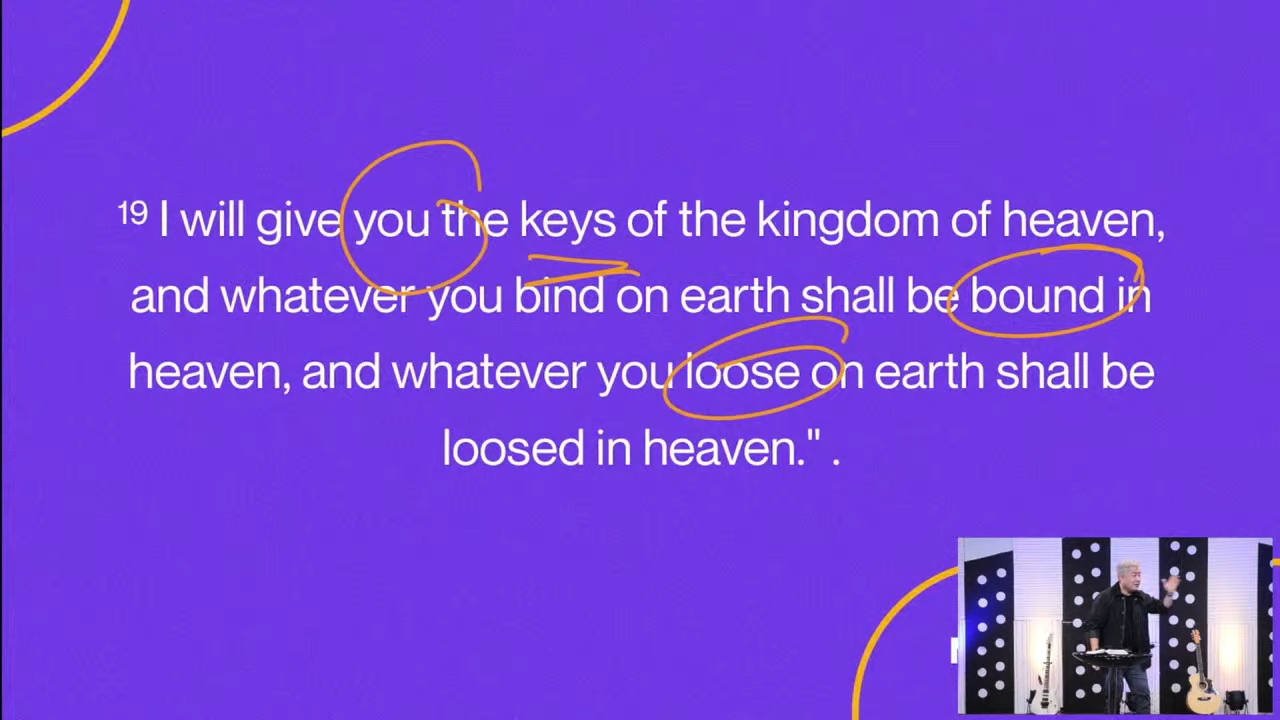 19 I will give you the keys of the kingdom of heaven,
and whatever you bind on earth shall be bound in
heaven, and whatever you loose on earth shall be
loosed in heaven." .